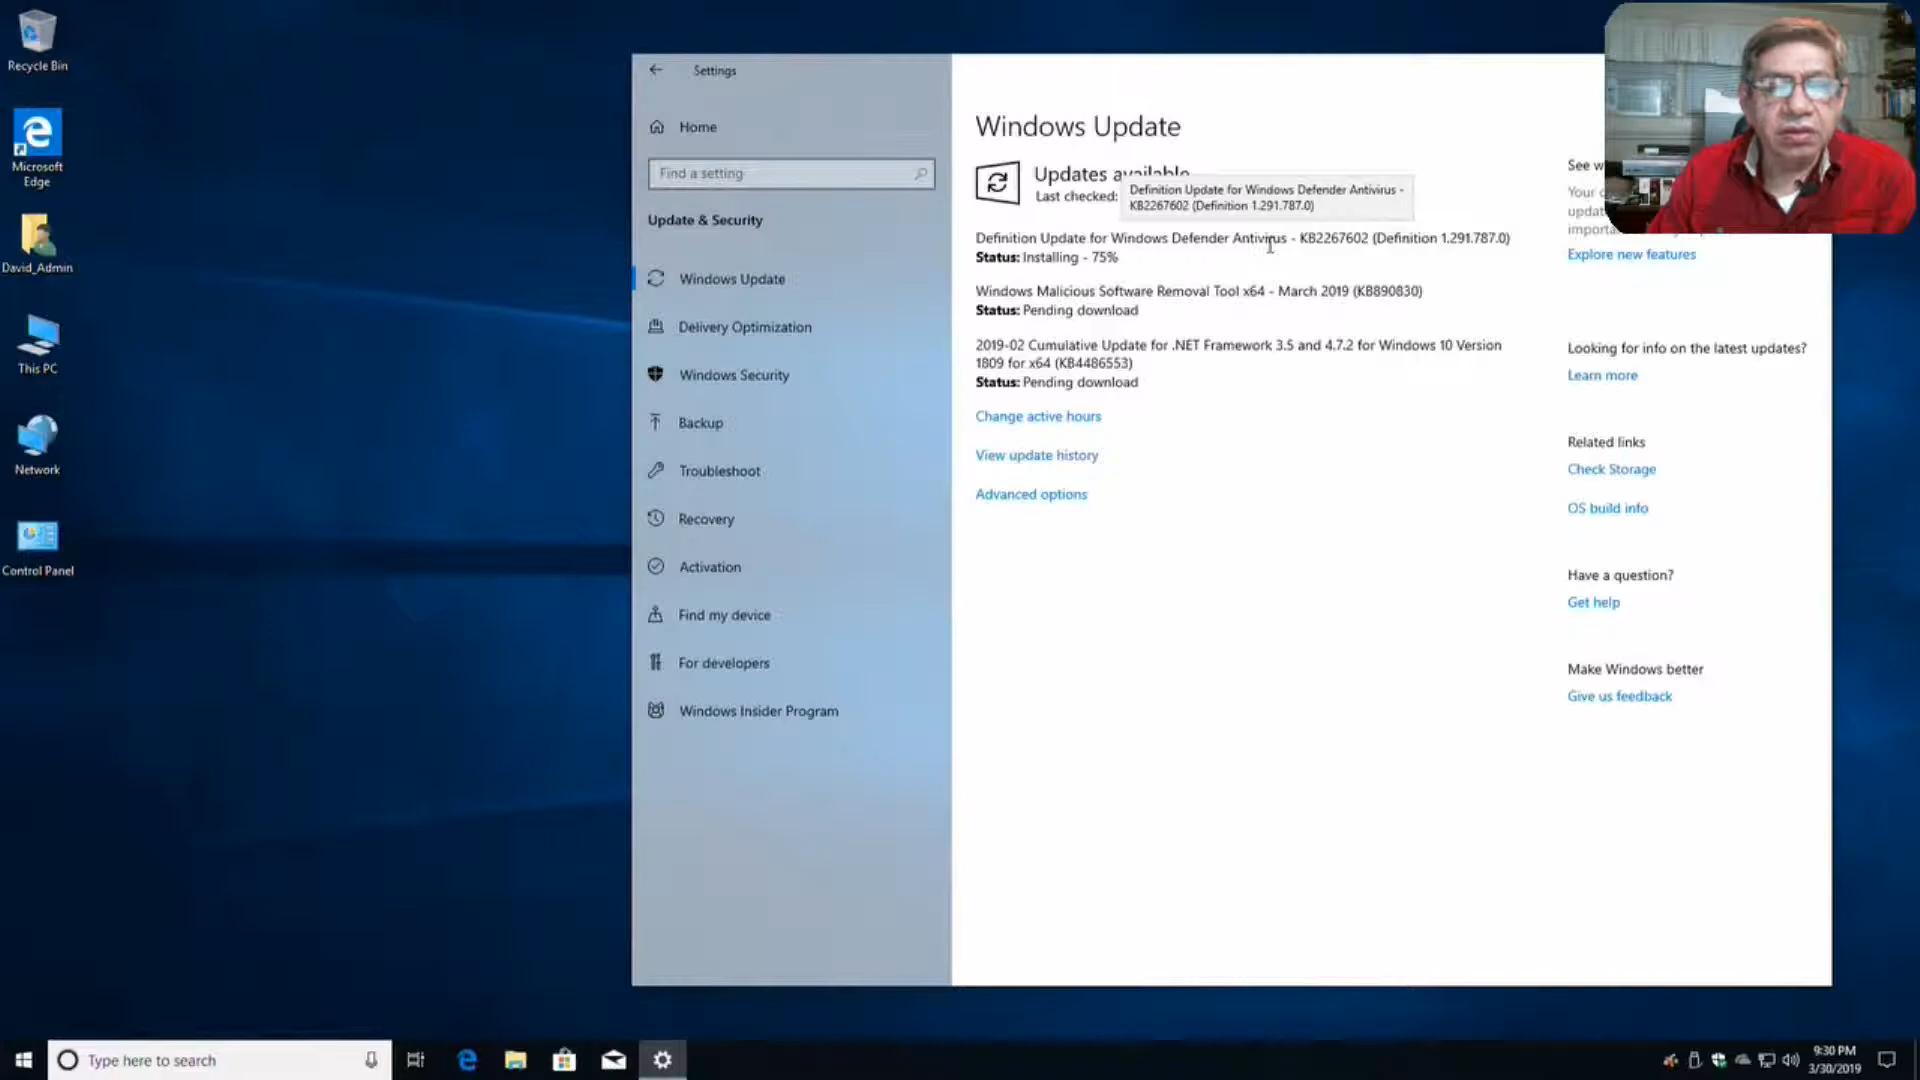 Recycle Bin
Microsoft
Edge
David_Admin
This PC
Network
Control Panel
Settings
Home
Find a setting
Update & Security
Windows Update
Delivery Optimization
Windows Security
Backup
Troubleshoot
Recovery
Activation
Find my device
For developers
Windows Insider Program
Windows Update
Updates available
Last checked:
Definition Update for Windows Defender Antivirus -
KB2267602 (Definition 1.291.787.0)
Definition Update for Windows Defender Antivirus - KB2267602 (Definition 1.291.787.0)
Status: Installing - 75%
Windows Malicious Software Removal Tool x64 - March 2019 (KB890830)
Status: Pending download
2019-02 Cumulative Update for .NET Framework 3.5 and 4.7.2 for Windows 10 Version
1809 for x64 (KB4486553)
Status: Pending download
Change active hours
View update history
Advanced options
See
Your
Explore new features
Looking for info on the latest updates?
Learn more
Related links
Check Storage
OS build info
Have a question?
Get help
Make Windows better
Give us feedback
Type here to search
9:30 PM
3/30/2019